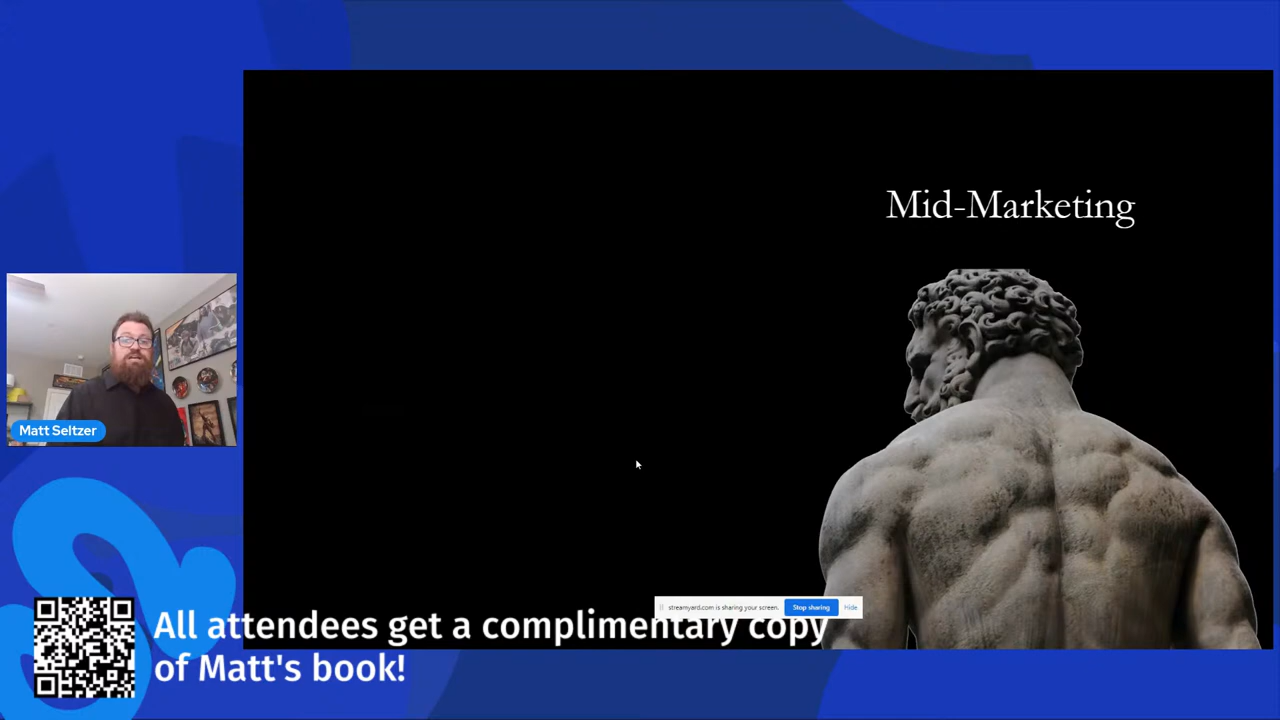 Mid-Marketing
Matt Seltzer
streamyard.com is sharing your screen. Stop sharing Hide
All attendees get a complimentary copy
of Matt's book!